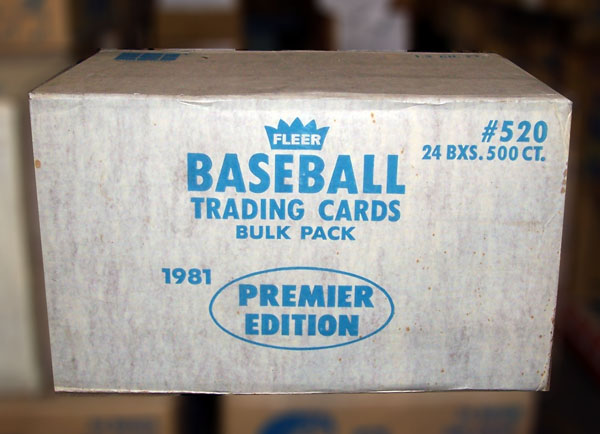 FLEER
BASEBALL
TRADING CARDS
BULK PACK
#520
24 BXS. 500 CT.
1981
PREMIER
EDITION